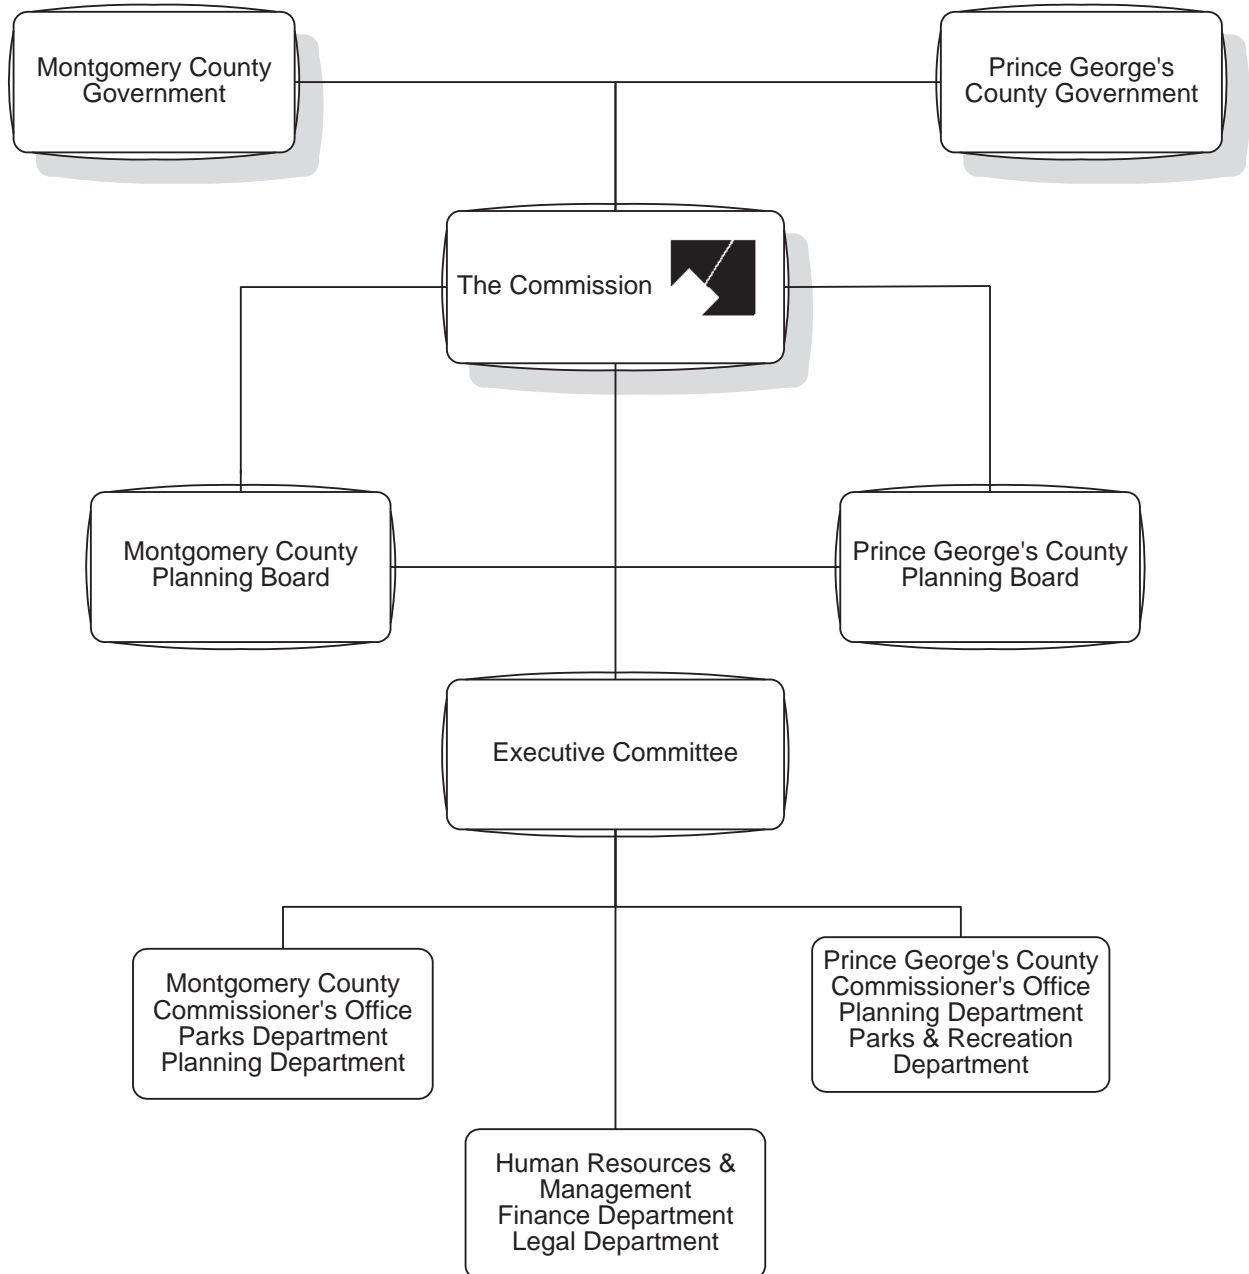 Montgomery County
Government
Prince George's
County Government
The Commission
Montgomery County
Planning Board
Prince George's County
Planning Board
Executive Committee
Montgomery County
Commissioner's Office
Parks Department
Planning Department
Prince George's County
Commissioner's Office
Planning Department
Parks & Recreation
Department
Human Resources &
Management
Finance Department
Legal Department